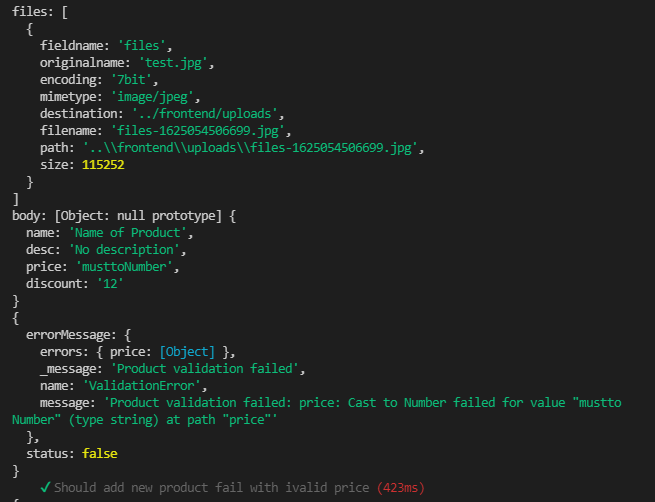 files: [
{
fieldname: 'files',
originalname: 'test.jpg',
encoding: '7bit',
mimetype: 'image/jpeg',
destination: '../frontend/uploads',
filename: 'files-1625054506699.jpg',
path: '..\\frontend\\uploads\\files-1625054506699.jpg',
size: 115252
}
]
body: [Object: null prototype] {
name: 'Name of Product',
desc: 'No description',
price: 'musttoNumber',
discount: '12'
}
{
errorMessage: {
errors: { price: [Object] },
_message: 'Product validation failed',
name: 'ValidationError',
message: 'Product validation failed: price: Cast to Number failed for value "mustto
Number" (type string) at path "price"'
},
status: false
}
✓ Should add new product fail with ivalid price (423ms)
{